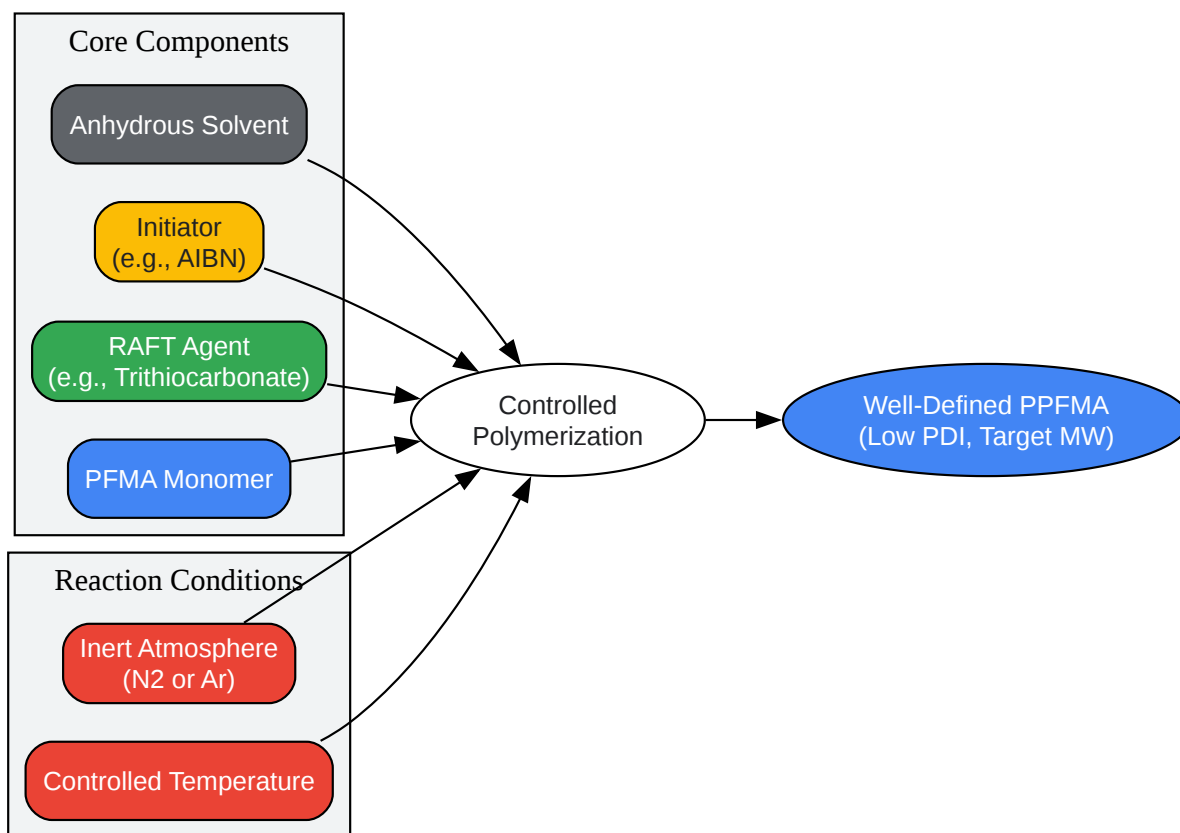 Core Components
Anhydrous Solvent
Initiator
(e.g., AIBN)
RAFT Agent
(e.g., Trithiocarbonate)
PFMA Monomer
Reaction Conditions
Inert Atmosphere
(N2 or Ar)
Controlled Temperature
Controlled
Polymerization
Well-Defined PPFMA
(Low PDI, Target MW)